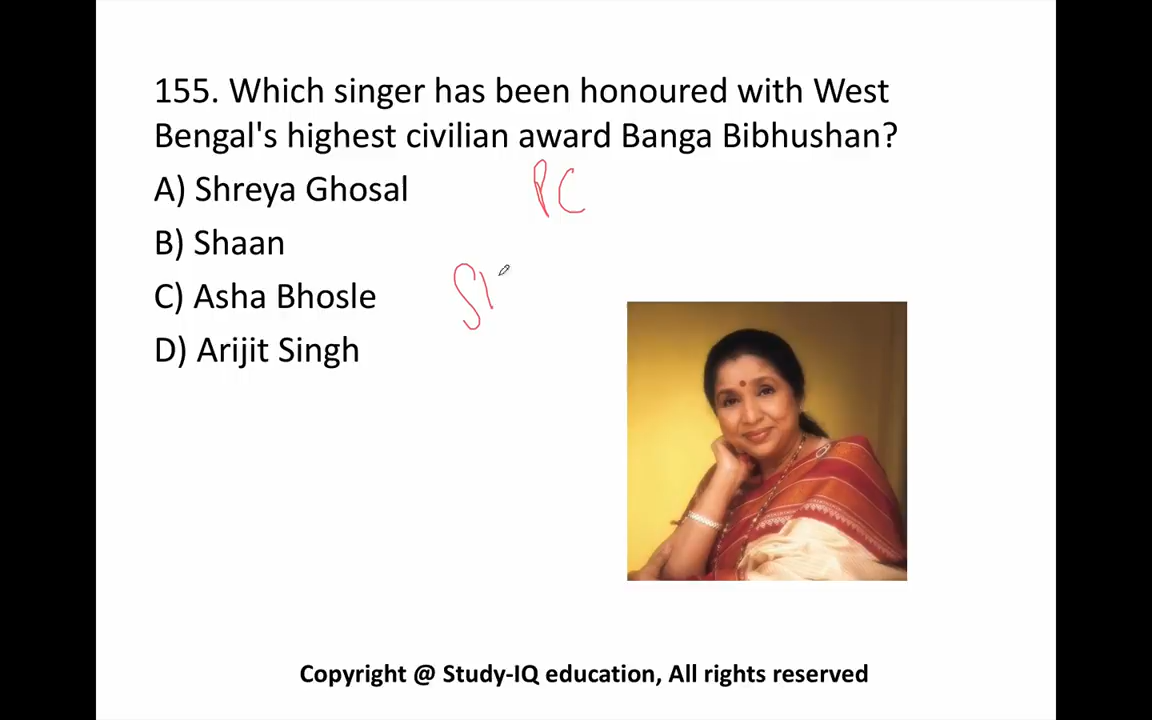 155. Which singer has been honoured with West
Bengal's highest civilian award Banga Bibhushan?
A) Shreya Ghosal
PC
B) Shaan
C) Asha Bhosle
D) Arijit Singh
Copyright @ Study-IQ education, All rights reserved